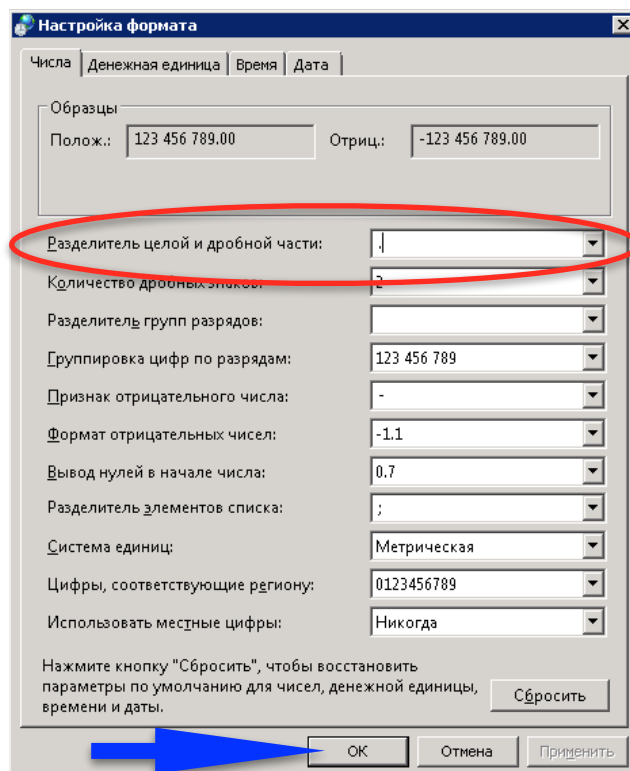 Настройка формата
Числа Денежная единица Время Дата
Образцы
Полож.: 123 456 789.00 Отриц.: -123 456 789.00
Разделитель целой и дробной части: .
Количество дробных знаков: 2
Разделитель групп разрядов:
Группировка цифр по разрядам: 123 456 789
Признак отрицательного числа: -
Формат отрицательных чисел: -1.1
Вывод нулей в начале числа: 0.7
Разделитель элементов списка: ;
Система единиц: Метрическая
Цифры, соответствующие региону: 0123456789
Использовать местные цифры: Никогда
Нажмите кнопку "Сбросить", чтобы восстановить
параметры по умолчанию для чисел, денежной единицы,
времени и даты.
Сбросить
ОК Отмена Применить